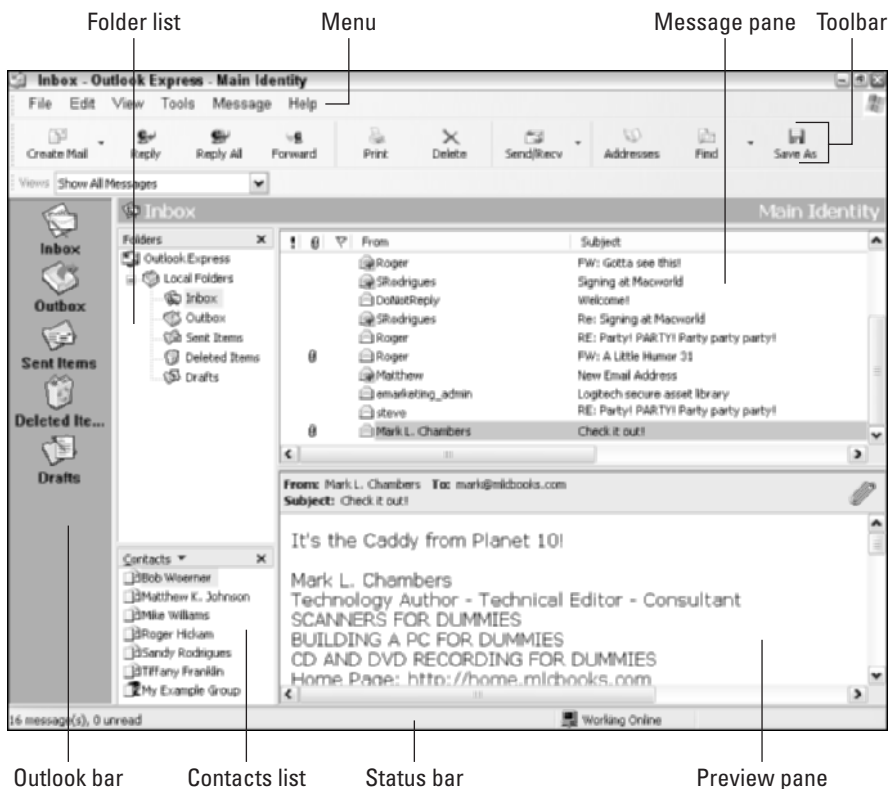 Folder list Menu Message pane Toolbar
Inbox - Outlook Express - Main Identity
File Edit View Tools Message Help
Create Mail Reply Reply All Forward Print Delete Send/Recv Addresses Find Save As
Views Show All Messages
Inbox Main Identity
Inbox
Outbox
Sent Items
Deleted Ite...
Drafts
Folders
Outlook Express
Local Folders
Inbox
Outbox
Sent Items
Deleted Items
Drafts
Contacts
Bob Woerner
Matthew K. Johnson
Mike Williams
Roger Hickam
Sandy Rodrigues
Tiffany Franklin
My Example Group
! From Subject
Roger FW: Gotta see this!
SRodrigues Signing at Macworld
DoNotReply Welcome!
SRodrigues Re: Signing at Macworld
Roger RE: Party! PARTY! Party party party!
Roger FW: A Little Humor 31
Matthew New Email Address
emarketing_admin Logitech secure asset library
steve RE: Party! PARTY! Party party party!
Mark L. Chambers Check it out!
From: Mark L. Chambers To: mark@mlcbooks.com
Subject: Check it out!
It's the Caddy from Planet 10!
Mark L. Chambers
Technology Author - Technical Editor - Consultant
SCANNERS FOR DUMMIES
BUILDING A PC FOR DUMMIES
CD AND DVD RECORDING FOR DUMMIES
Home Page: http://home.mlcbooks.com
16 message(s), 0 unread Working Online
Outlook bar Contacts list Status bar Preview pane